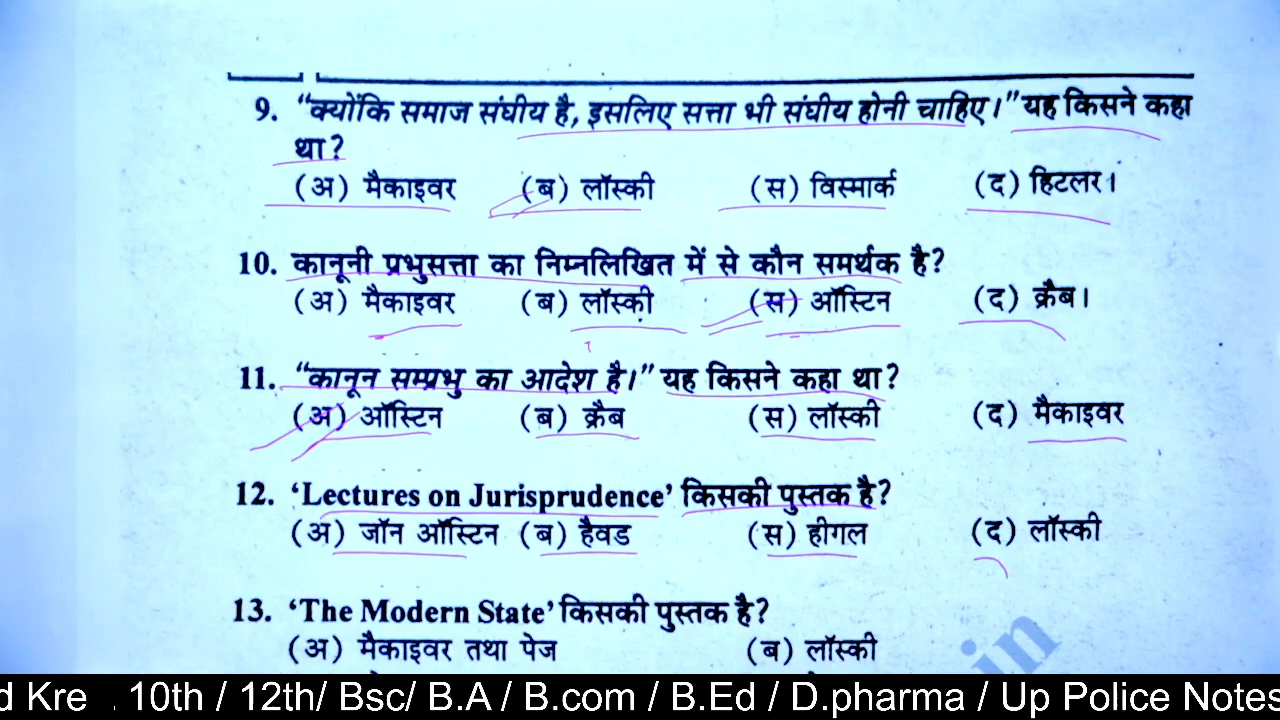 9. “क्योंकि समाज संघीय है, इसलिए सत्ता भी संघीय होनी चाहिए।” यह किसने कहा
था?
(अ) मैकाइवर (ब) लॉस्की (स) विस्मार्क (द) हिटलर।
10. कानूनी प्रभुसत्ता का निम्नलिखित में से कौन समर्थक है?
(अ) मैकाइवर (ब) लॉस्की (स) ऑस्टिन (द) क्रैब।
11. “कानून सम्प्रभु का आदेश है।” यह किसने कहा था?
(अ) ऑस्टिन (ब) क्रैब (स) लॉस्की (द) मैकाइवर
12. ‘Lectures on Jurisprudence’ किसकी पुस्तक है?
(अ) जॉन ऑस्टिन (ब) हैवड (स) हीगल (द) लॉस्की
13. ‘The Modern State’ किसकी पुस्तक है?
(अ) मैकाइवर तथा पेज (ब) लॉस्की
in
d Kre . 10th / 12th/ Bsc/ B.A / B.com / B.Ed / D.pharma / Up Police Notes